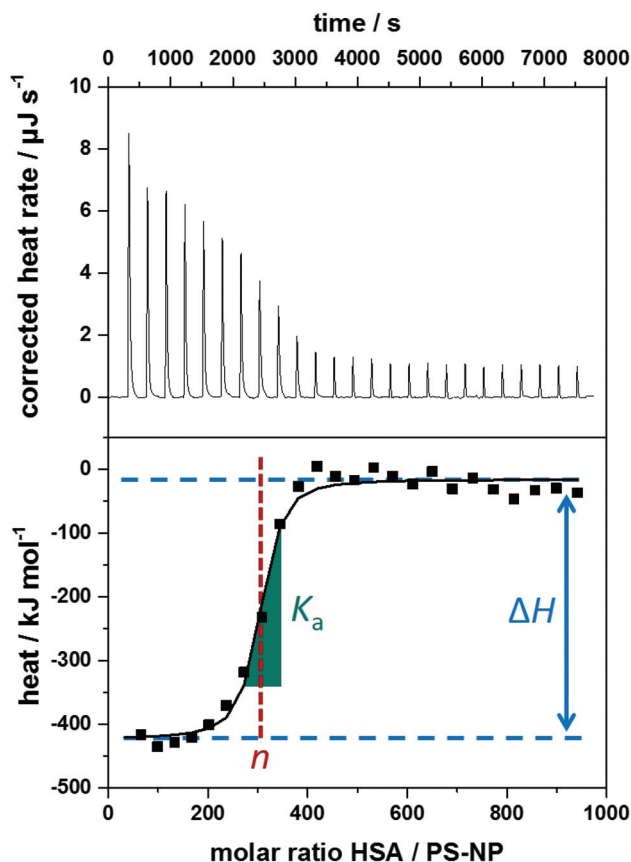 time / s
0 1000 2000 3000 4000 5000 6000 7000 8000
10
8
6
4
2
0
corrected heat rate / µJ s⁻¹
0
-100
-200
-300
-400
-500
heat / kJ mol⁻¹
Kₐ
ΔH
n
0 200 400 600 800 1000
molar ratio HSA / PS-NP